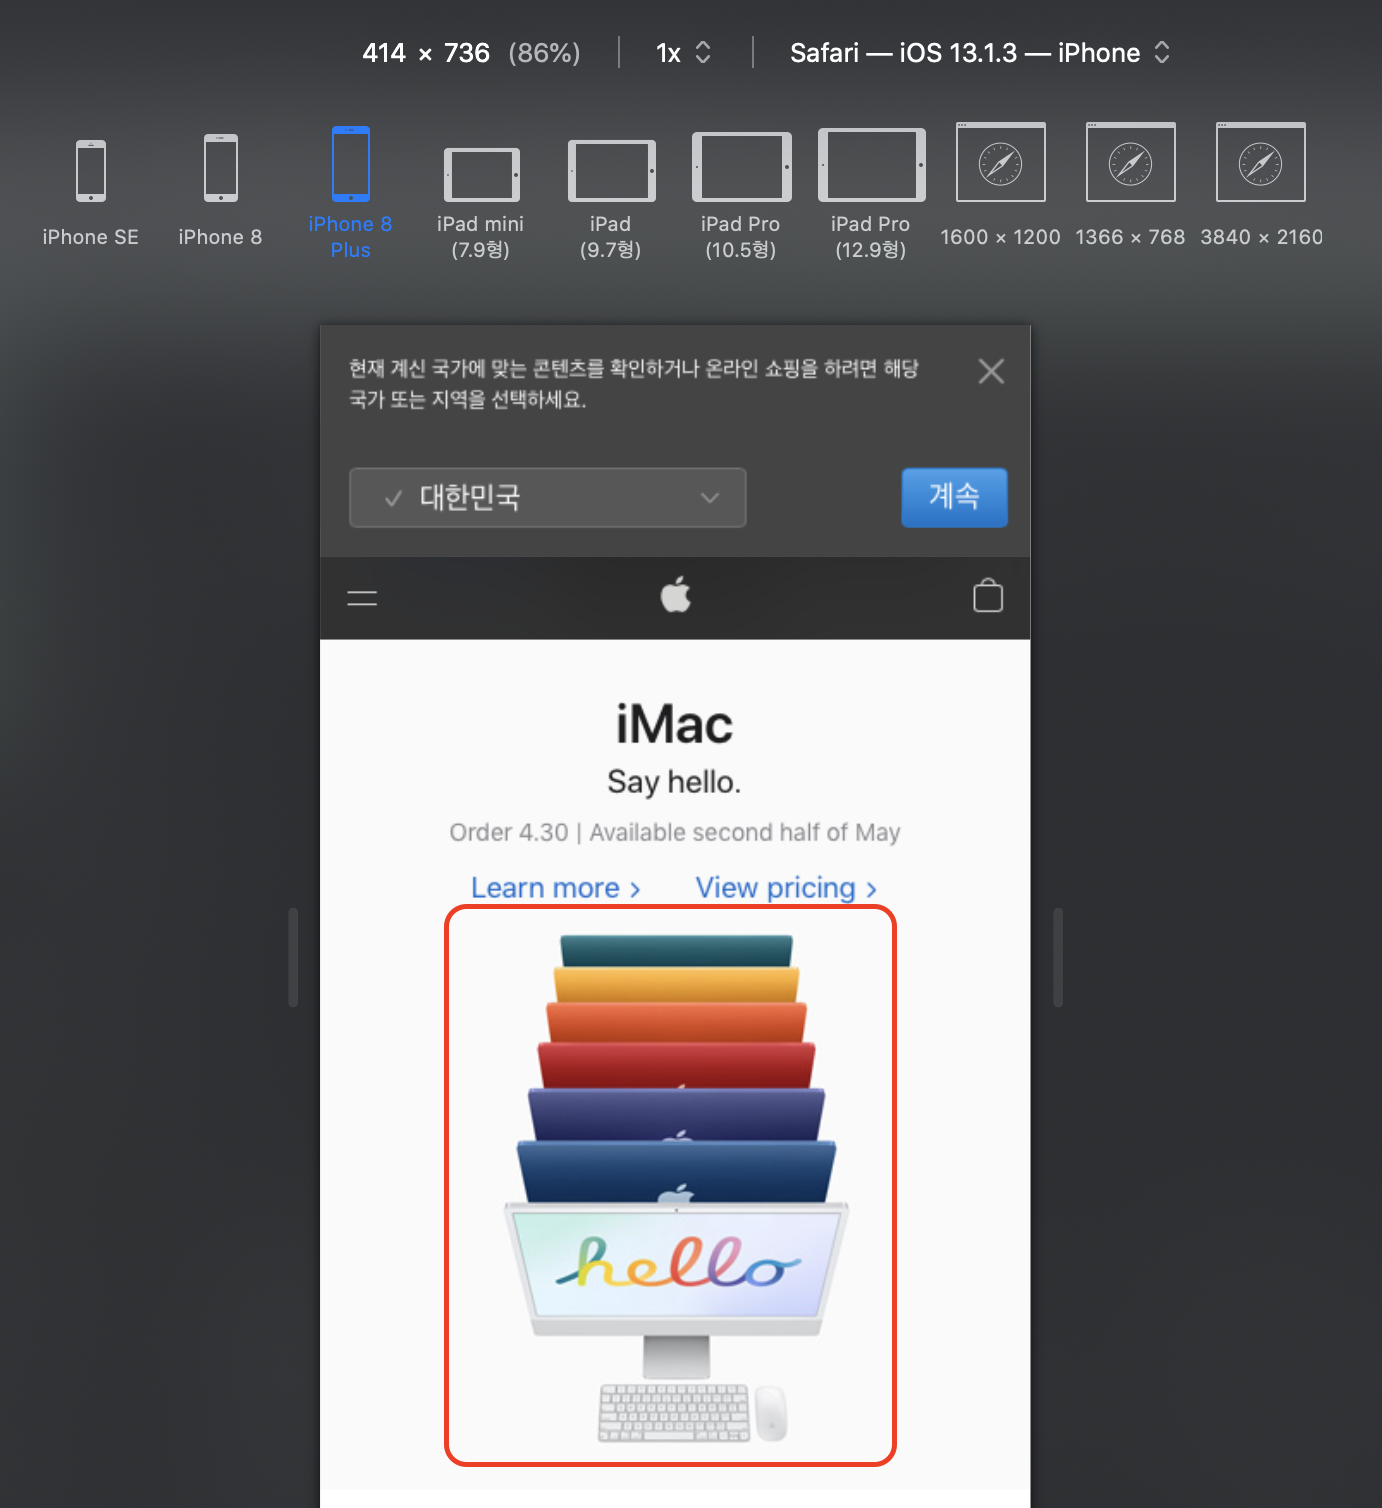 414 × 736 (86%)
1x
Safari — iOS 13.1.3 — iPhone
iPhone SE
iPhone 8
iPhone 8
Plus
iPad mini
(7.9형)
iPad
(9.7형)
iPad Pro
(10.5형)
iPad Pro
(12.9형)
1600 × 1200
1366 × 768
3840 × 2160
현재 계신 국가에 맞는 콘텐츠를 확인하거나 온라인 쇼핑을 하려면 해당
국가 또는 지역을 선택하세요.
대한민국
계속
iMac
Say hello.
Order 4.30 | Available second half of May
Learn more >
View pricing >
hello